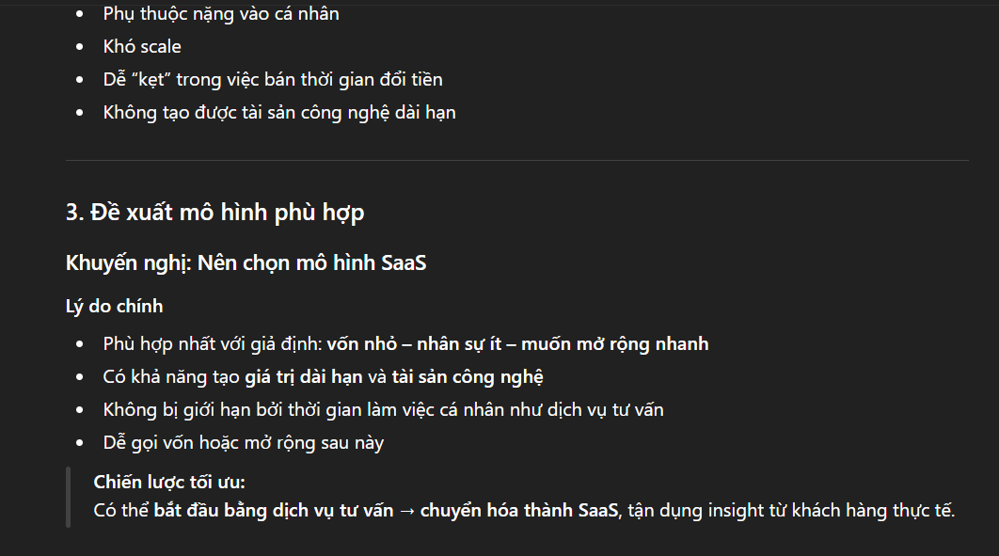 Phụ thuộc nặng vào cá nhân
Khó scale
Dễ “kẹt” trong việc bán thời gian đổi tiền
Không tạo được tài sản công nghệ dài hạn
3. Đề xuất mô hình phù hợp
Khuyến nghị: Nên chọn mô hình SaaS
Lý do chính
Phù hợp nhất với giả định: vốn nhỏ – nhân sự ít – muốn mở rộng nhanh
Có khả năng tạo giá trị dài hạn và tài sản công nghệ
Không bị giới hạn bởi thời gian làm việc cá nhân như dịch vụ tư vấn
Dễ gọi vốn hoặc mở rộng sau này
Chiến lược tối ưu:
Có thể bắt đầu bằng dịch vụ tư vấn → chuyển hóa thành SaaS, tận dụng insight từ khách hàng thực tế.